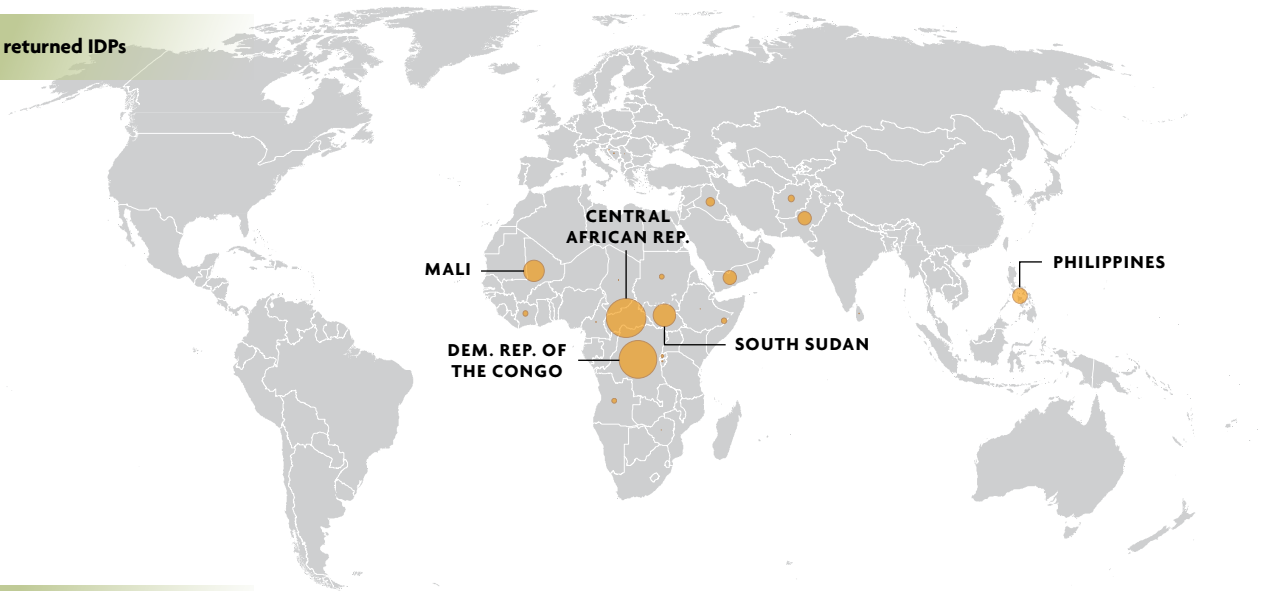 returned IDPs
CENTRAL
AFRICAN REP.
MALI
PHILIPPINES
SOUTH SUDAN
DEM. REP. OF
THE CONGO